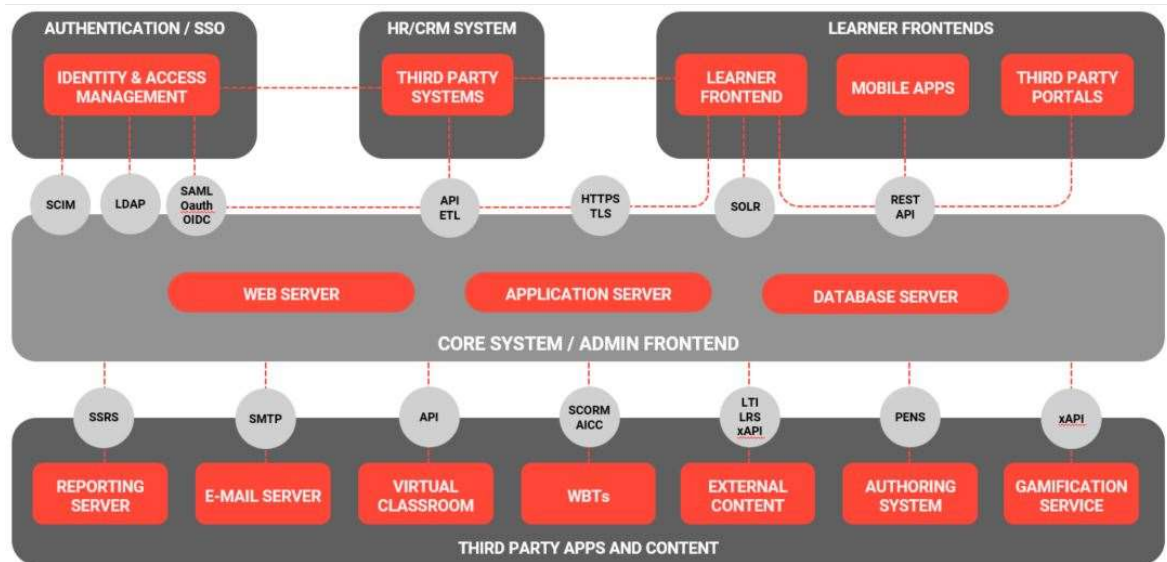 AUTHENTICATION / SSO
IDENTITY & ACCESS
MANAGEMENT
HR/CRM SYSTEM
THIRD PARTY
SYSTEMS
LEARNER FRONTENDS
LEARNER
FRONTEND
MOBILE APPS
THIRD PARTY
PORTALS
SCIM
LDAP
SAML
Oauth
OIDC
API
ETL
HTTPS
TLS
SOLR
REST
API
WEB SERVER
APPLICATION SERVER
DATABASE SERVER
CORE SYSTEM / ADMIN FRONTEND
SSRS
SMTP
API
SCORM
AICC
LTI
LRS
xAPI
PENS
xAPI
REPORTING
SERVER
E-MAIL SERVER
VIRTUAL
CLASSROOM
WBTs
EXTERNAL
CONTENT
AUTHORING
SYSTEM
GAMIFICATION
SERVICE
THIRD PARTY APPS AND CONTENT